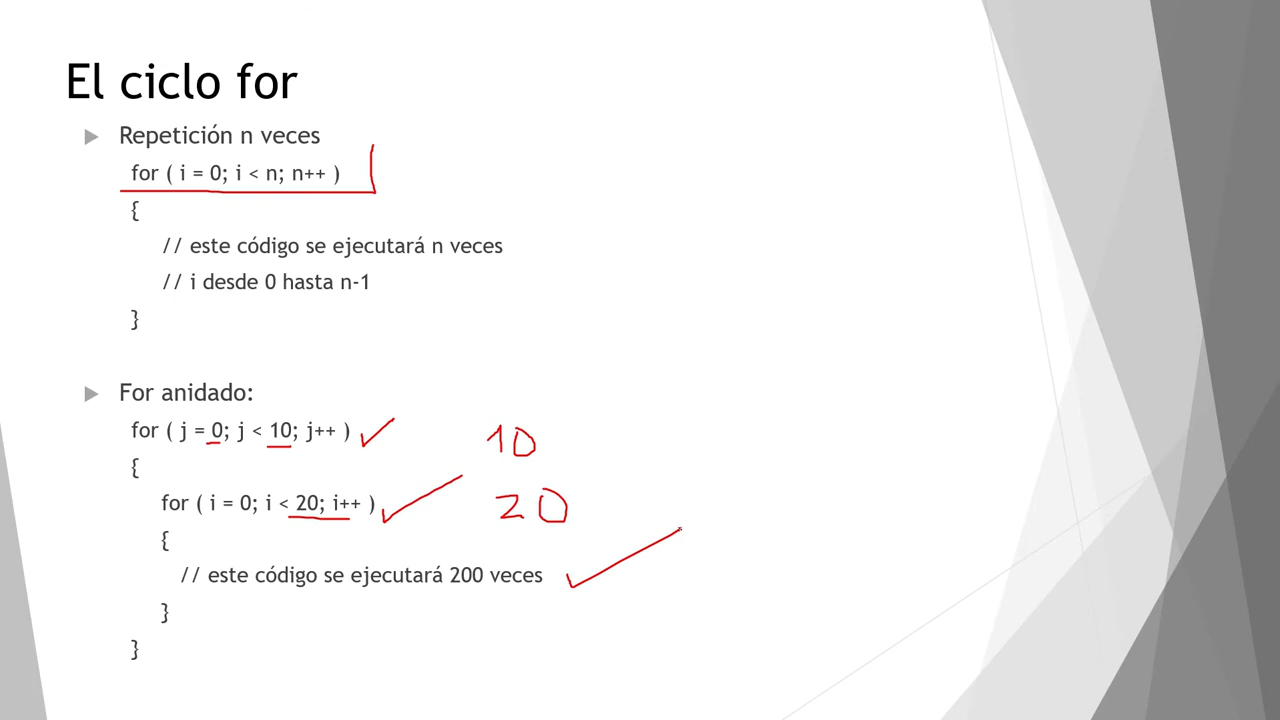 El ciclo for
Repetición n veces
for ( i = 0; i < n; n++ )
{
// este código se ejecutará n veces
// i desde 0 hasta n-1
}
For anidado:
for ( j = 0; j < 10; j++ )
10
{
for ( i = 0; i < 20; i++ )
20
{
// este código se ejecutará 200 veces
}
}